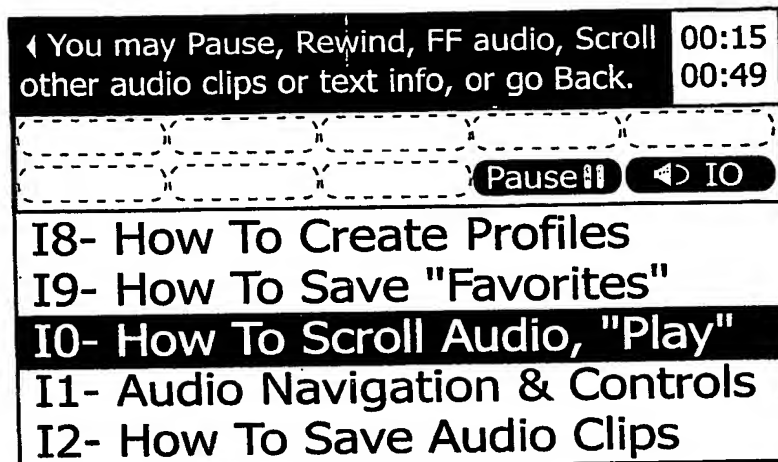 You may Pause, Rewind, FF audio, Scroll
other audio clips or text info, or go Back.
00:15
00:49
Pause
IO
I8- How To Create Profiles
I9- How To Save "Favorites"
I0- How To Scroll Audio, "Play"
I1- Audio Navigation & Controls
I2- How To Save Audio Clips